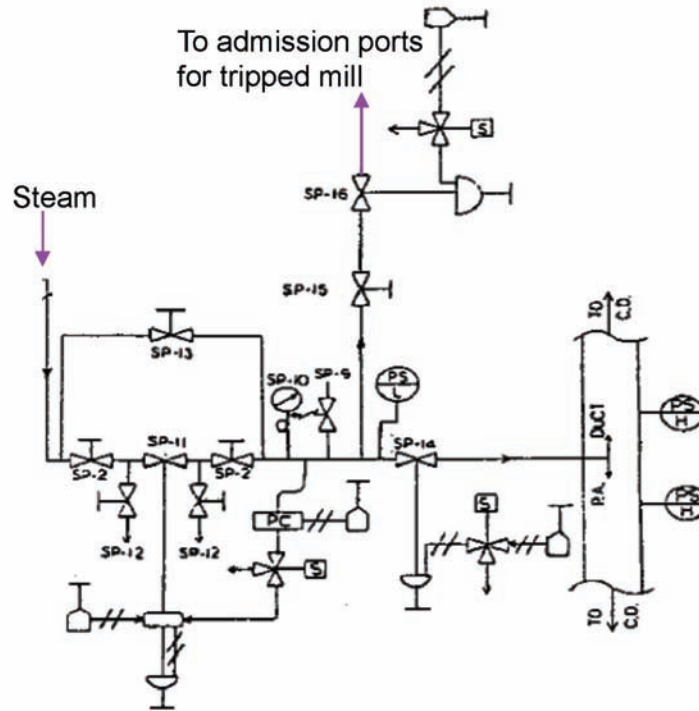 To admission ports
for tripped mill
S
SP-16
Steam
SP-15
TO
C.D.
SP-13
SP-10
SP-9
PS
L
H
SP-11
SP-14
DUCT
SP-2
SP-2
P.A.
S
H
SP-12
SP-12
PC
S
TO
C.D.